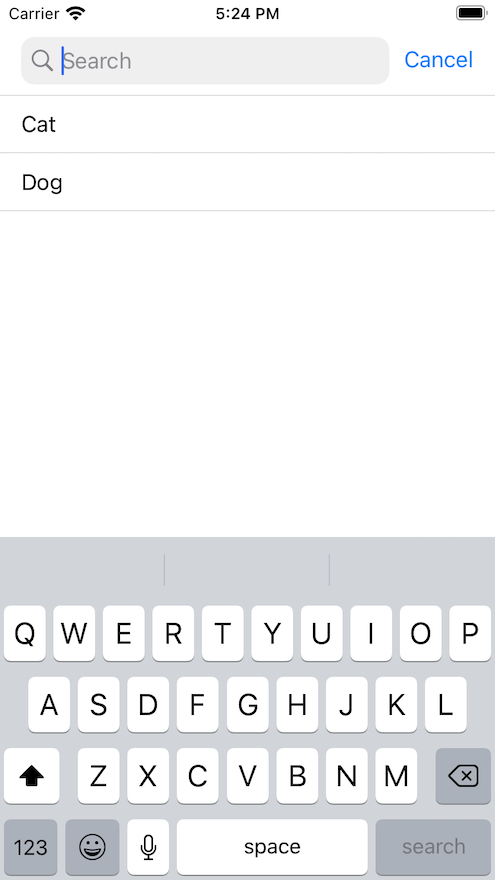 Carrier 5:24 PM
Search Cancel
Cat
Dog
Q W E R T Y U I O P
A S D F G H J K L
Z X C V B N M
123 space search